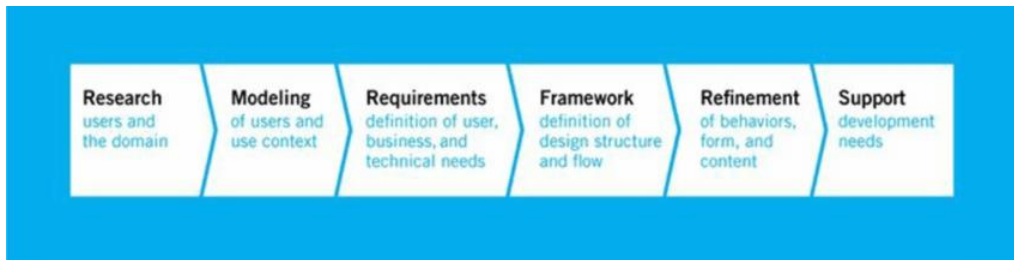 Research
users and
the domain
Modeling
of users and
use context
Requirements
definition of user,
business, and
technical needs
Framework
definition of
design structure
and flow
Refinement
of behaviors,
form, and
content
Support
development
needs